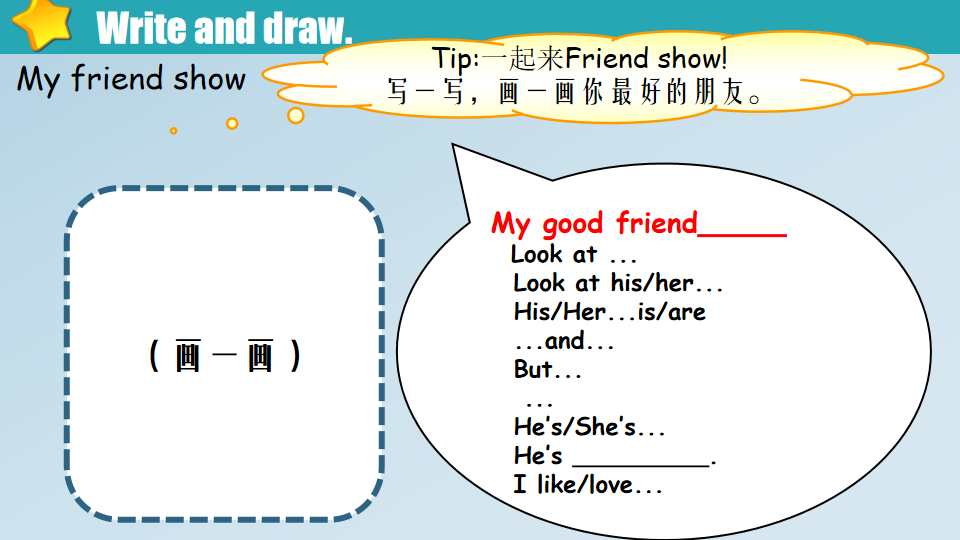 Write and draw.
My friend show
Tip:一起来Friend show!
写一写，画一画你最好的朋友。
(画一画)
My good friend_____
Look at ...
Look at his/her...
His/Her...is/are
...and...
But...
...
He's/She's...
He's __________.
I like/love...